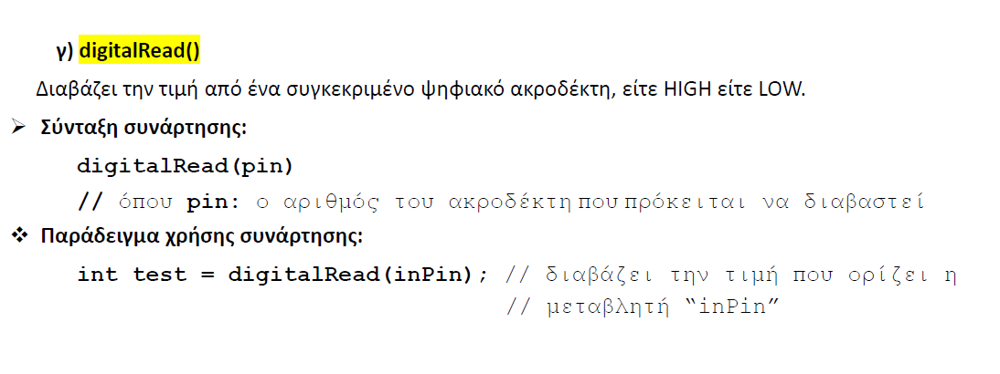 γ) digitalRead()
Διαβάζει την τιμή από ένα συγκεκριμένο ψηφιακό ακροδέκτη, είτε HIGH είτε LOW.
➢ Σύνταξη συνάρτησης:
digitalRead(pin)
// όπου pin: ο αριθμός του ακροδέκτη που πρόκειται να διαβαστεί
❖ Παράδειγμα χρήσης συνάρτησης:
int test = digitalRead(inPin); // διαβάζει την τιμή που ορίζει η
// μεταβλητή “inPin”